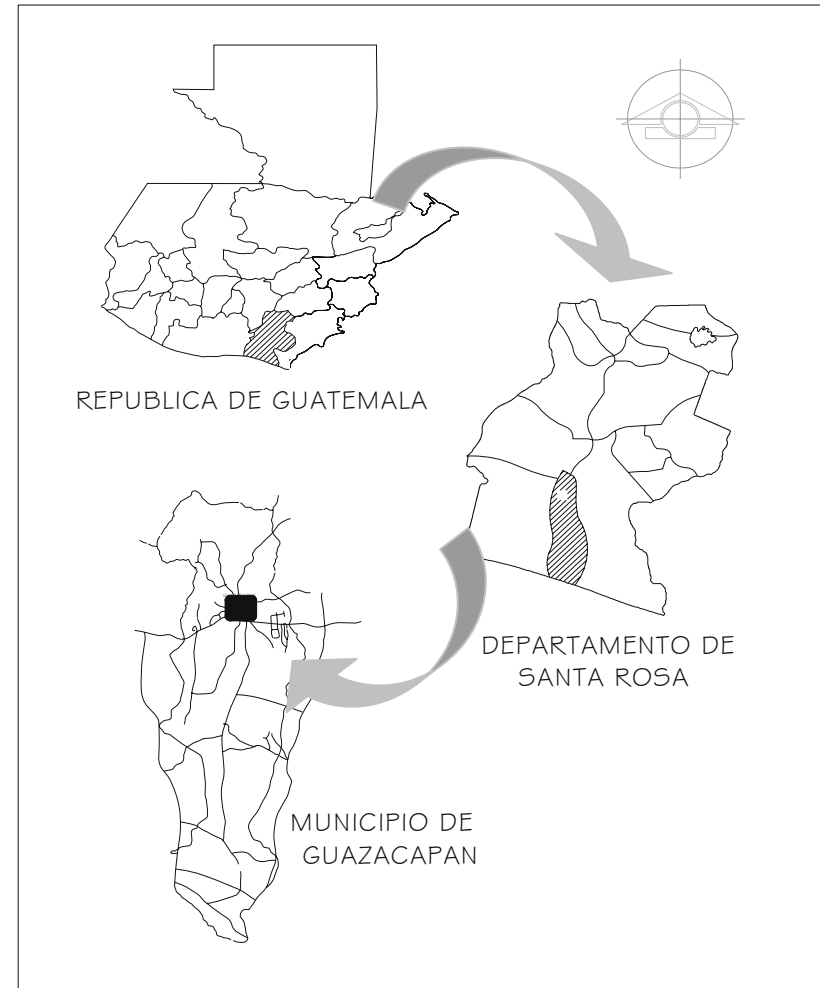 REPUBLICA DE GUATEMALA
DEPARTAMENTO DE
SANTA ROSA
MUNICIPIO DE
GUAZACAPAN